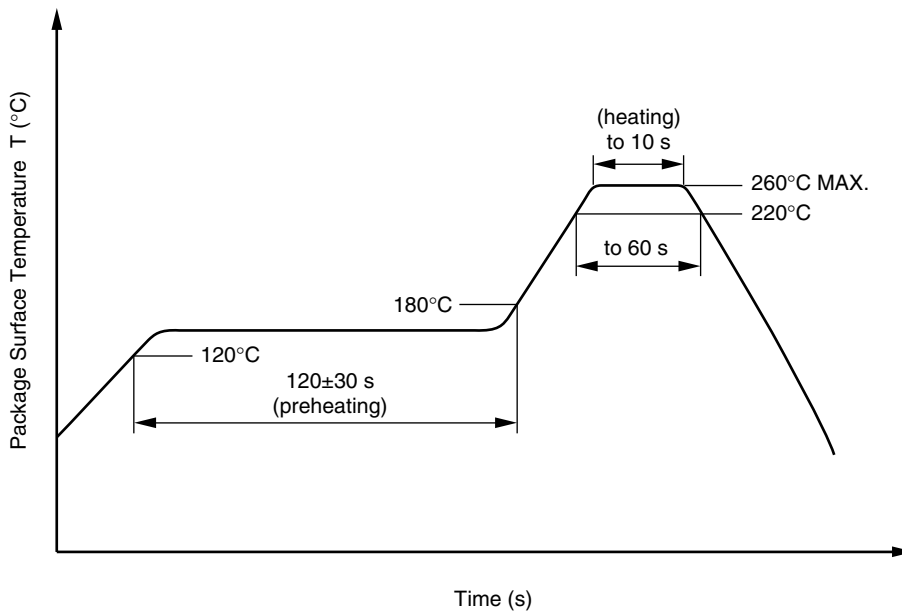 Package Surface Temperature T (°C)
(heating)
to 10 s
260°C MAX.
220°C
to 60 s
180°C
120°C
120±30 s
(preheating)
Time (s)